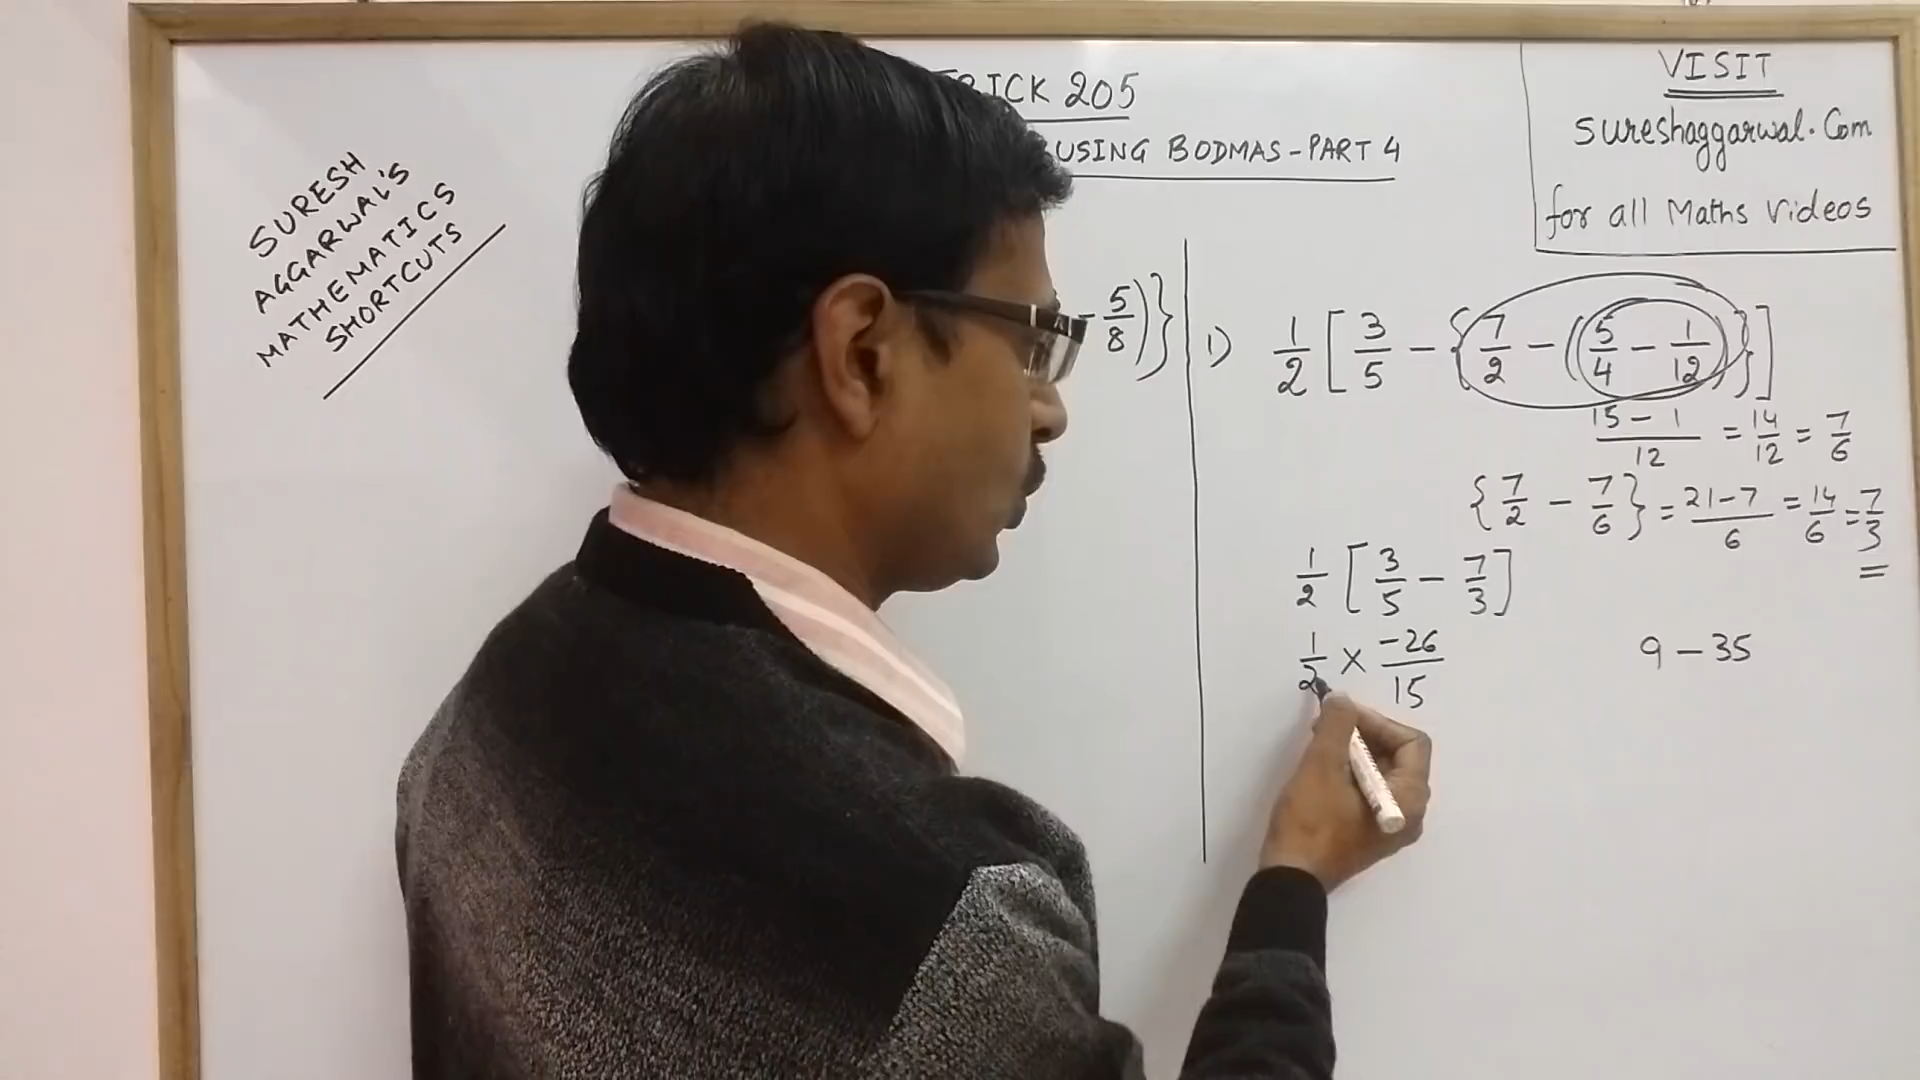 TRICK 205
USING BODMAS - PART 4
VISIT
sureshaggarwal.com
for all Maths videos
SURESH
AGGARWAL'S
MATHEMATICS
SHORTCUTS
- 5/8)}
1) 1/2 [3/5 - {7/2 - (5/4 - 1/12)}]
15 - 1/12 = 14/12 = 7/6
{7/2 - 7/6} = 21 - 7/6 = 14/6 = 7/3
1/2 [3/5 - 7/3]
1/2 × -26/15
9 - 35